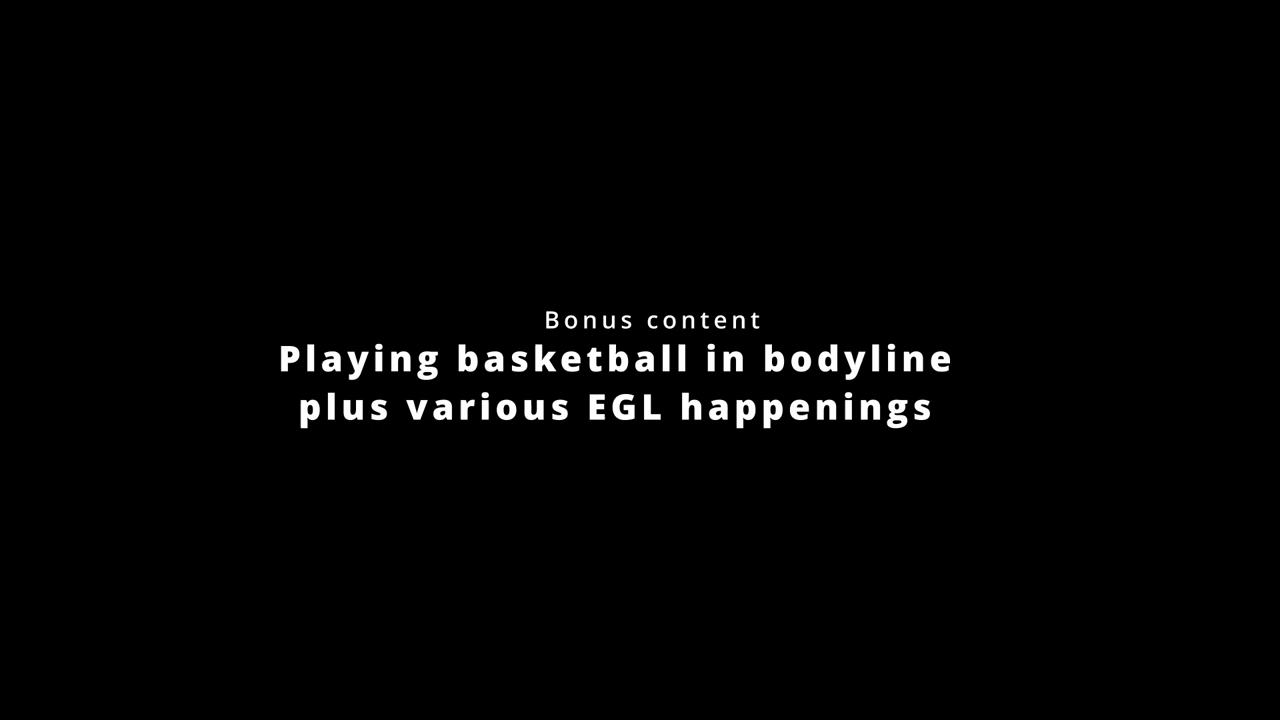 Bonus content
Playing basketball in bodyline
plus various EGL happenings